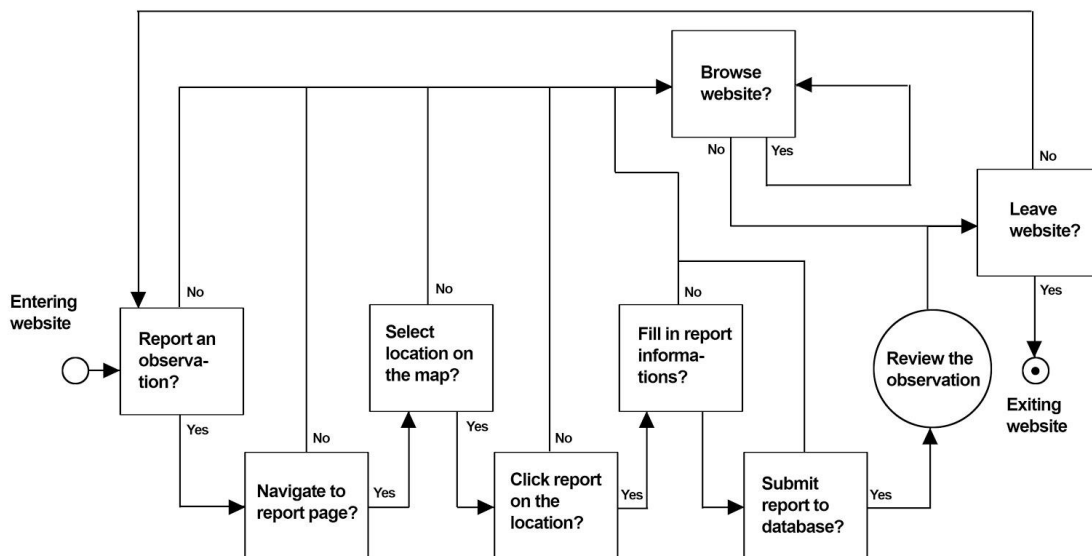 Browse
website?
No
Yes
No
Leave
website?
Yes
Entering
website
No
Report an
observa-
tion?
Yes
No
Select
location on
the map?
Yes
No
Fill in report
informa-
tions?
Review the
observation
Exiting
website
No
Navigate to
report page?
Yes
No
Click report
on the
location?
Yes
Submit
report to
database?
Yes